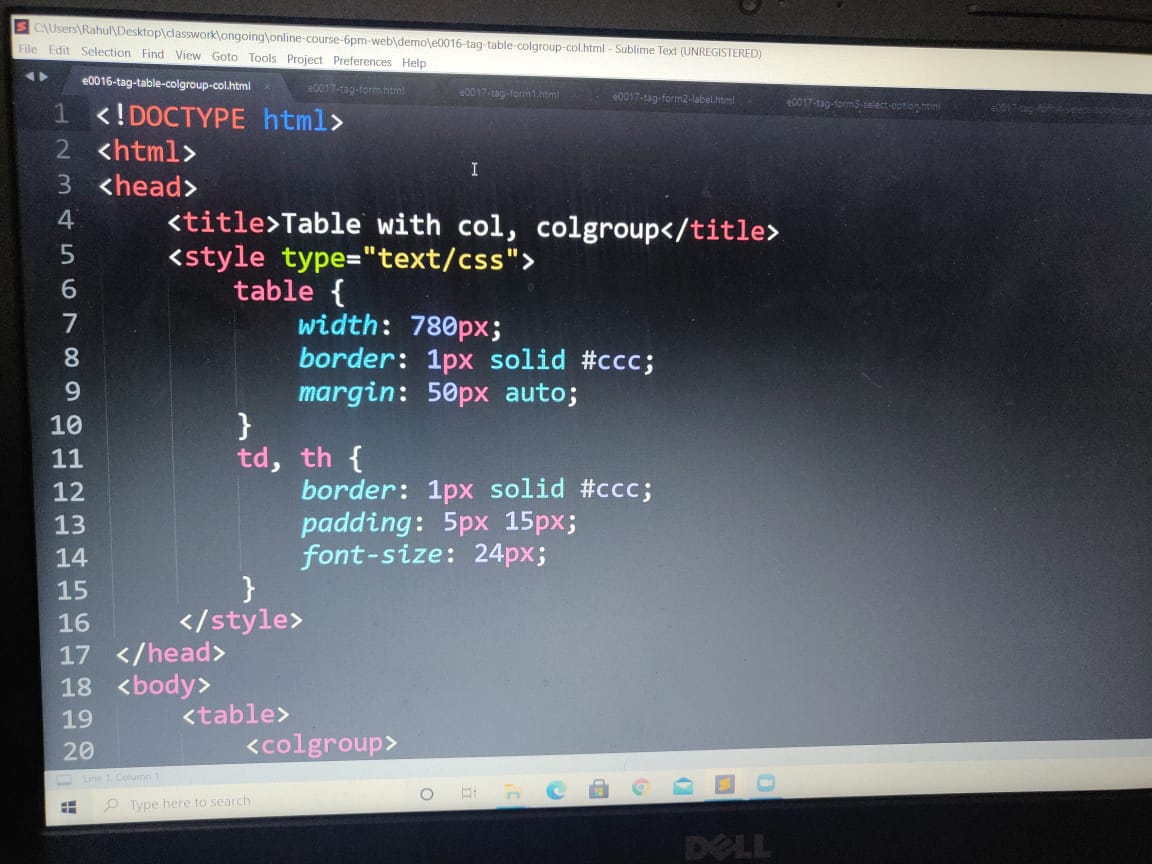 C:\Users\Rahul\Desktop\classwork\ongoing\online-course-6pm-web\demo\e0016-tag-table-colgroup-col.html - Sublime Text (UNREGISTERED)
File Edit Selection Find View Goto Tools Project Preferences Help
e0016-tag-table-colgroup-col.html × e0017-tag-form.html e0017-tag-form1.html e0017-tag-form2-label.html e0017-tag-form3-select-option.html
1 <!DOCTYPE html>
2 <html>
3 <head>
4 <title>Table with col, colgroup</title>
5 <style type="text/css">
6 table {
7 width: 780px;
8 border: 1px solid #ccc;
9 margin: 50px auto;
10 }
11 td, th {
12 border: 1px solid #ccc;
13 padding: 5px 15px;
14 font-size: 24px;
15 }
16 </style>
17 </head>
18 <body>
19 <table>
20 <colgroup>
Line 1, Column 1
Type here to search
DELL